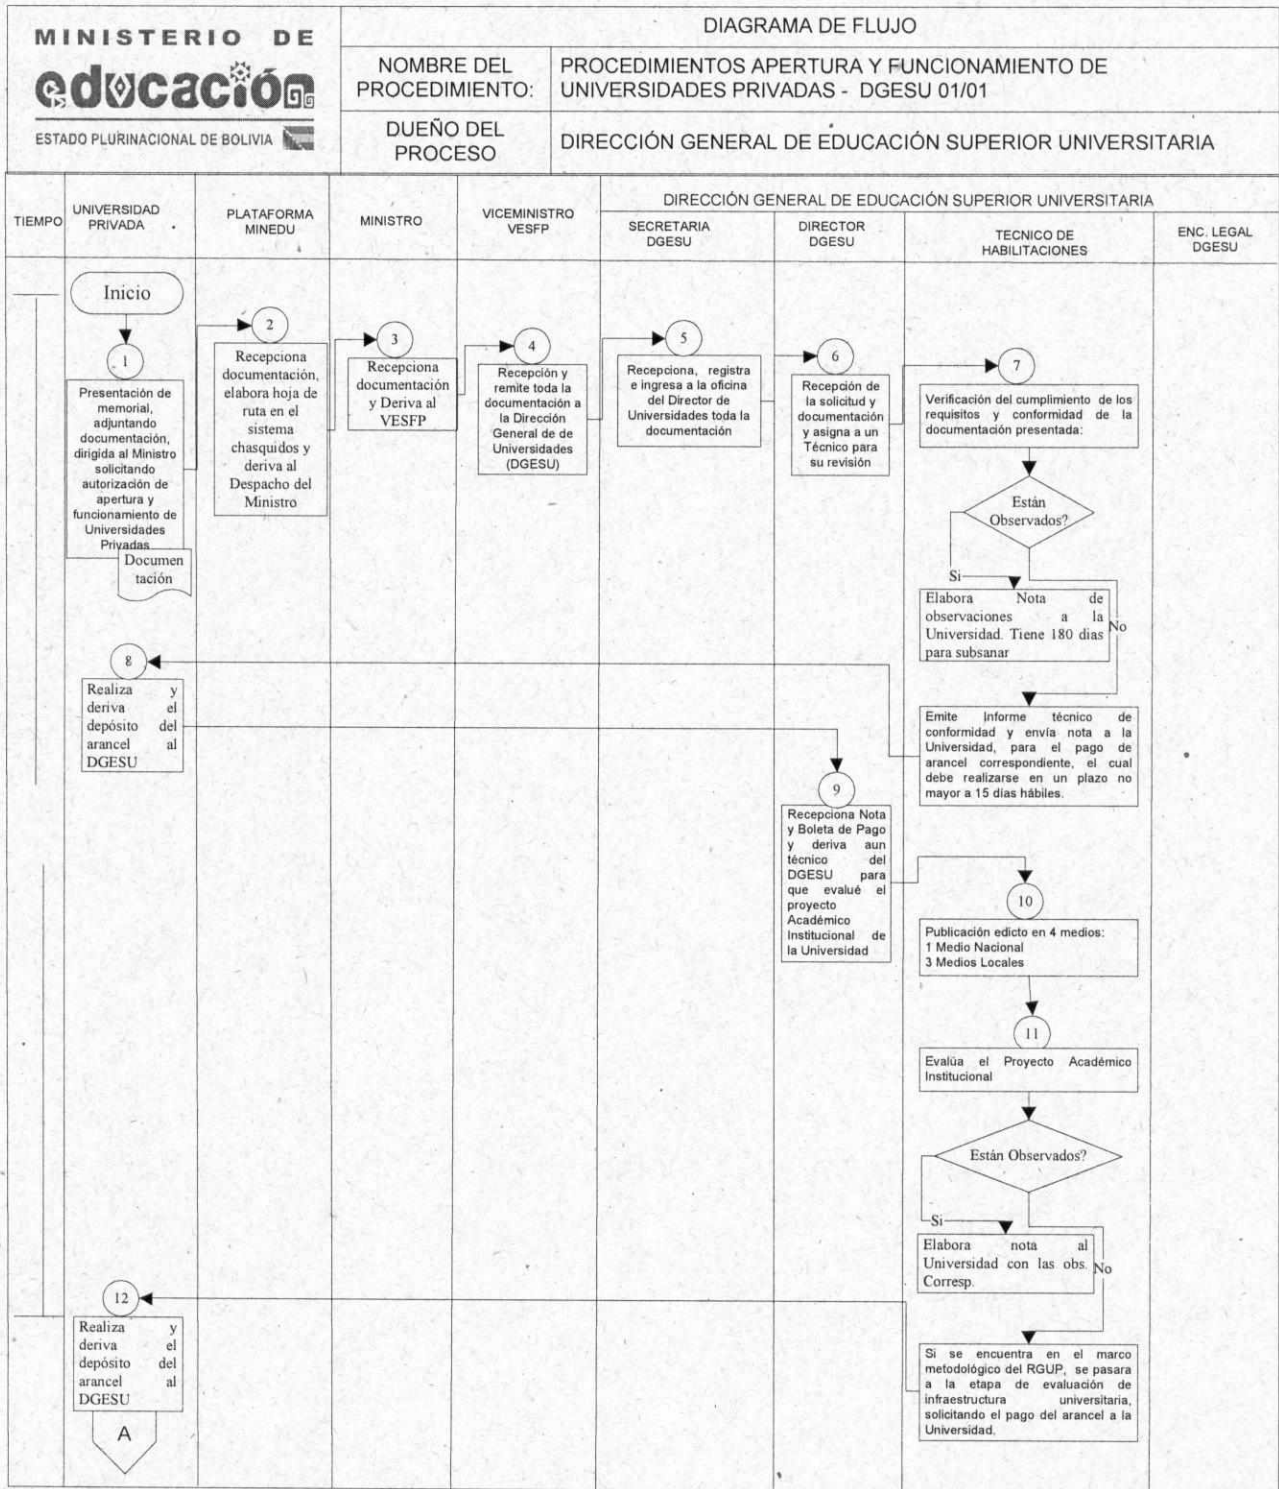 MINISTERIO DE
educación
ESTADO PLURINACIONAL DE BOLIVIA
DIAGRAMA DE FLUJO
NOMBRE DEL
PROCEDIMIENTO:
PROCEDIMIENTOS APERTURA Y FUNCIONAMIENTO DE
UNIVERSIDADES PRIVADAS - DGESU 01/01
DUEÑO DEL
PROCESO
DIRECCIÓN GENERAL DE EDUCACIÓN SUPERIOR UNIVERSITARIA
TIEMPO
UNIVERSIDAD
PRIVADA
PLATAFORMA
MINEDU
MINISTRO
VICEMINISTRO
VESFP
DIRECCIÓN GENERAL DE EDUCACIÓN SUPERIOR UNIVERSITARIA
SECRETARIA
DGESU
DIRECTOR
DGESU
TECNICO DE
HABILITACIONES
ENC. LEGAL
DGESU
Inicio
1
Presentación de
memorial,
adjuntando
documentación,
dirigida al Ministro
solicitando
autorización de
apertura y
funcionamiento de
Universidades
Privadas
Documen
tación
2
Recepciona
documentación,
elabora hoja de
ruta en el
sistema
chasquidos y
deriva al
Despacho del
Ministro
3
Recepciona
documentación
y Deriva al
VESFP
4
Recepción y
remite toda la
documentación a
la Dirección
General de de
Universidades
(DGESU)
5
Recepciona, registra
e ingresa a la oficina
del Director de
Universidades toda la
documentación
6
Recepción de
la solicitud y
documentación
y asigna a un
Técnico para
su revisión
7
Verificación del cumplimiento de los
requisitos y conformidad de la
documentación presentada:
Están
Observados?
Si
Elabora Nota de
observaciones a la
Universidad. Tiene 180 dias
para subsanar
No
8
Realiza y
deriva el
depósito del
arancel al
DGESU
Emite Informe técnico de
conformidad y envía nota a la
Universidad, para el pago de
arancel correspondiente, el cual
debe realizarse en un plazo no
mayor a 15 días hábiles.
9
Recepciona Nota
y Boleta de Pago
y deriva aun
técnico del
DGESU para
que evalué el
proyecto
Académico
Institucional de
la Universidad
10
Publicación edicto en 4 medios:
1 Medio Nacional
3 Medios Locales
11
Evalúa el Proyecto Académico
Institucional
Están Observados?
Si
Elabora nota al
Universidad con las obs.
Corresp.
No
12
Realiza y
deriva el
depósito del
arancel al
DGESU
A
Si se encuentra en el marco
metodológico del RGUP, se pasara
a la etapa de evaluación de
infraestructura universitaria,
solicitando el pago del arancel a la
Universidad.